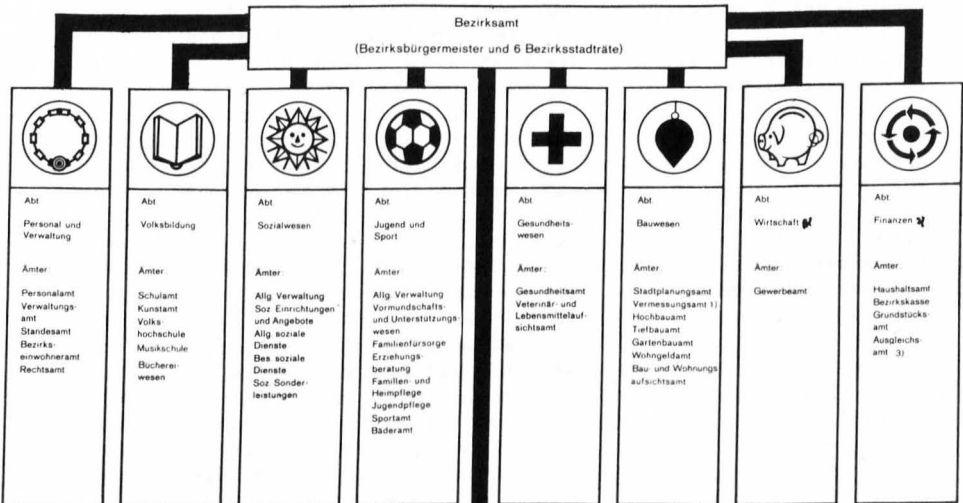 Bezirksamt
(Bezirksbürgermeister und 6 Bezirksstadträte)
Abt
Personal und
Verwaltung
Ämter:
Personalamt
Verwaltungs-
amt
Standesamt
Bezirks-
einwohneramt
Rechtsamt
Abt
Volksbildung
Ämter:
Schulamt
Kunstamt
Volks-
hochschule
Musikschule
Bücherei-
wesen
Abt
Sozialwesen
Ämter:
Allg. Verwaltung
Soz Einrichtungen
und Angebote
Allg. soziale
Dienste
Bes. soziale
Dienste
Soz Sonder-
leistungen
Abt
Jugend und
Sport
Ämter
Allg. Verwaltung
Vormundschafts-
und Unterstützungs-
wesen
Familienfürsorge
Erziehungs-
beratung
Familien- und
Heimpflege
Jugendpflege
Sportamt
Bäderamt
Abt
Gesundheits-
wesen
Ämter:
Gesundheitsamt
Veterinär- und
Lebensmittelauf-
sichtsamt
Abt
Bauwesen
Ämter:
Stadtplanungsamt
Vermessungsamt 1)
Hochbauamt
Tiefbauamt
Gartenbauamt
Wohngeldamt
Bau- und Wohnungs
aufsichtsamt
Abt
Wirtschaft
Ämter:
Gewerbeamt
Abt
Finanzen
Ämter:
Haushaltsamt
Bezirkskasse
Grundstücks-
amt
Ausgleichs-
amt 3)